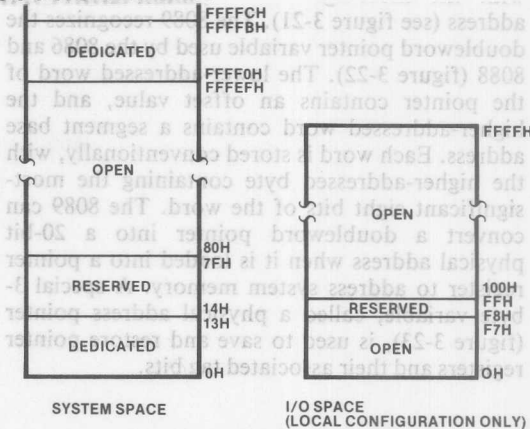 FFFFCH
FFFFBH
DEDICATED
FFFF0H
FFFEFH
OPEN
80H
7FH
RESERVED
14H
13H
DEDICATED
0H
SYSTEM SPACE
FFFFH
OPEN
100H
FFH
RESERVED
F8H
F7H
OPEN
0H
I/O SPACE
(LOCAL CONFIGURATION ONLY)